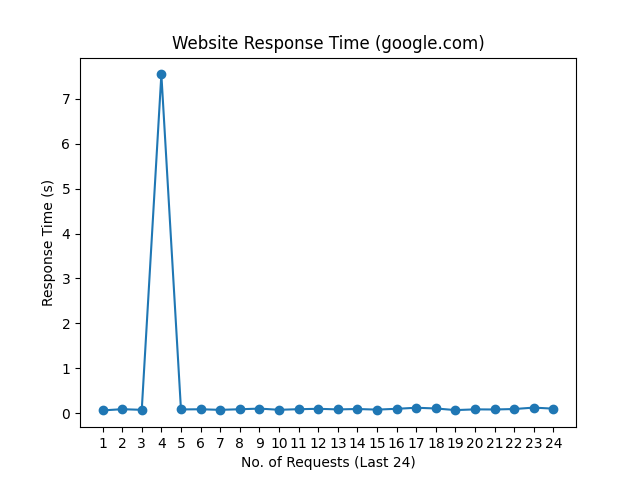 Website Response Time (google.com)
Response Time (s)
7
6
5
4
3
2
1
0
1 2 3 4 5 6 7 8 9 10 11 12 13 14 15 16 17 18 19 20 21 22 23 24
No. of Requests (Last 24)